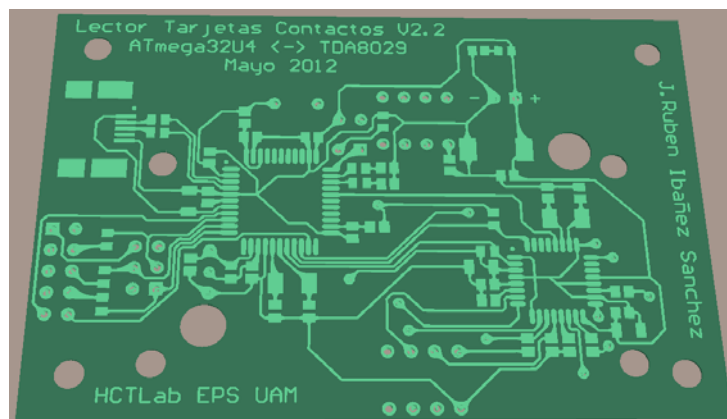 Lector Tarjetas Contactos V2.2
ATmega32U4 <-> TDA8029
Mayo 2012
- +
J.Ruben Ibañez Sanchez
HCTLab EPS UAM